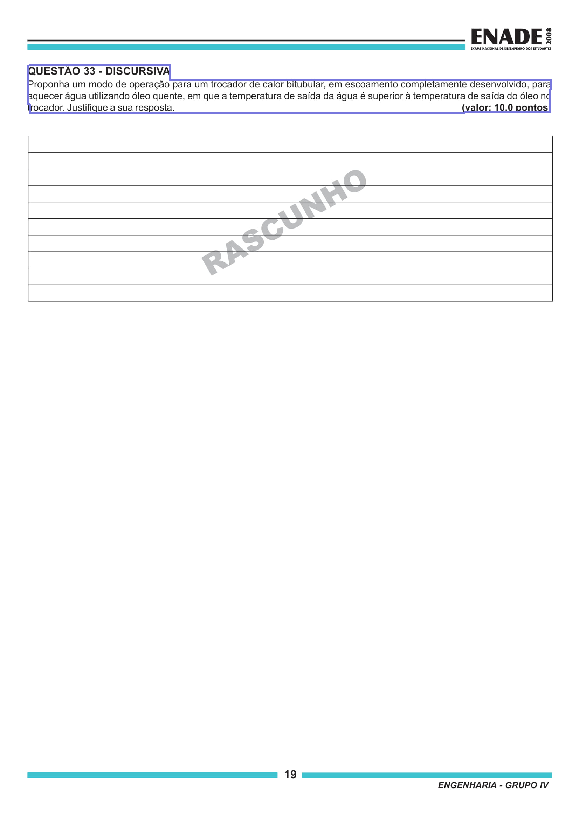 ENADE 2008
EXAME NACIONAL DE DESEMPENHO DOS ESTUDANTES
QUESTÃO 33 - DISCURSIVA
Proponha um modo de operação para um trocador de calor bitubular, em escoamento completamente desenvolvido, para
aquecer água utilizando óleo quente, em que a temperatura de saída da água é superior à temperatura de saída do óleo no
trocador. Justifique a sua resposta. (valor: 10,0 pontos)
RASCUNHO
19
ENGENHARIA - GRUPO IV